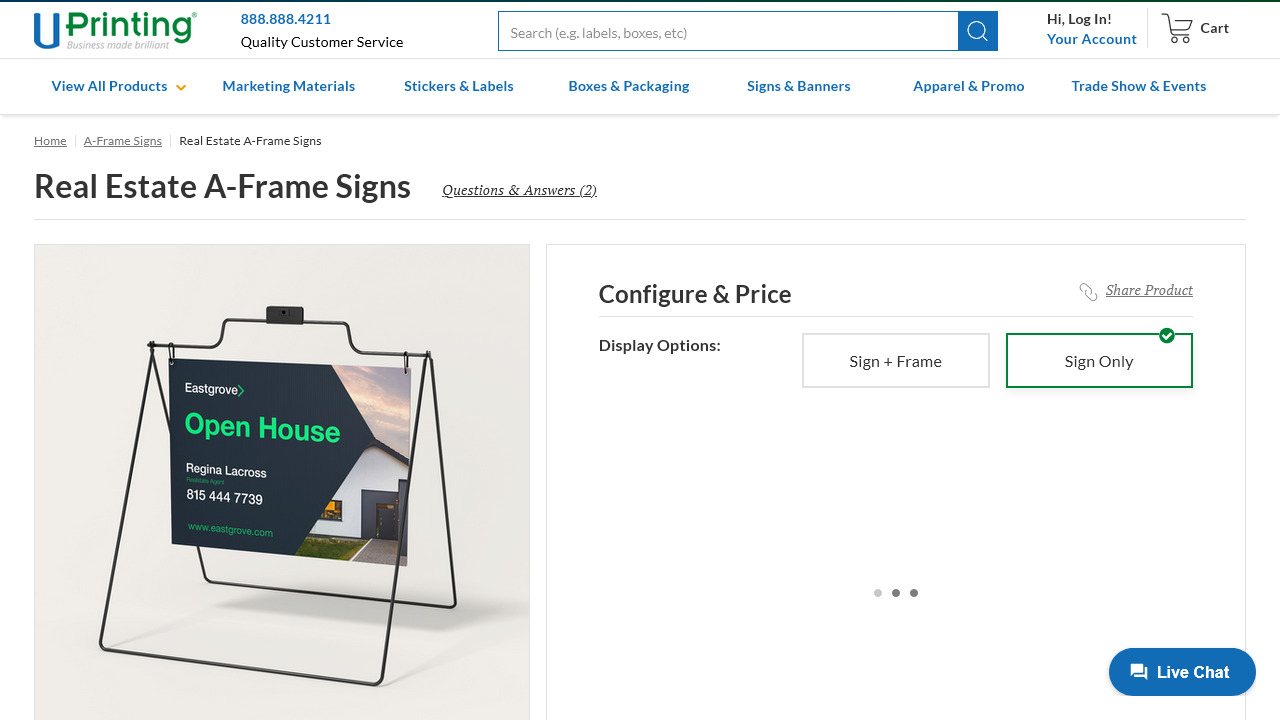 UPrinting®
Business made brilliant
888.888.4211
Quality Customer Service
Search (e.g. labels, boxes, etc)
Hi, Log In!
Your Account
Cart
View All Products
Marketing Materials
Stickers & Labels
Boxes & Packaging
Signs & Banners
Apparel & Promo
Trade Show & Events
Home
A-Frame Signs
Real Estate A-Frame Signs
Real Estate A-Frame Signs
Questions & Answers (2)
Eastgrove
Open House
Regina Lacross
Realestate Agent
815 444 7739
www.eastgrove.com
Configure & Price
Share Product
Display Options:
Sign + Frame
Sign Only
Live Chat